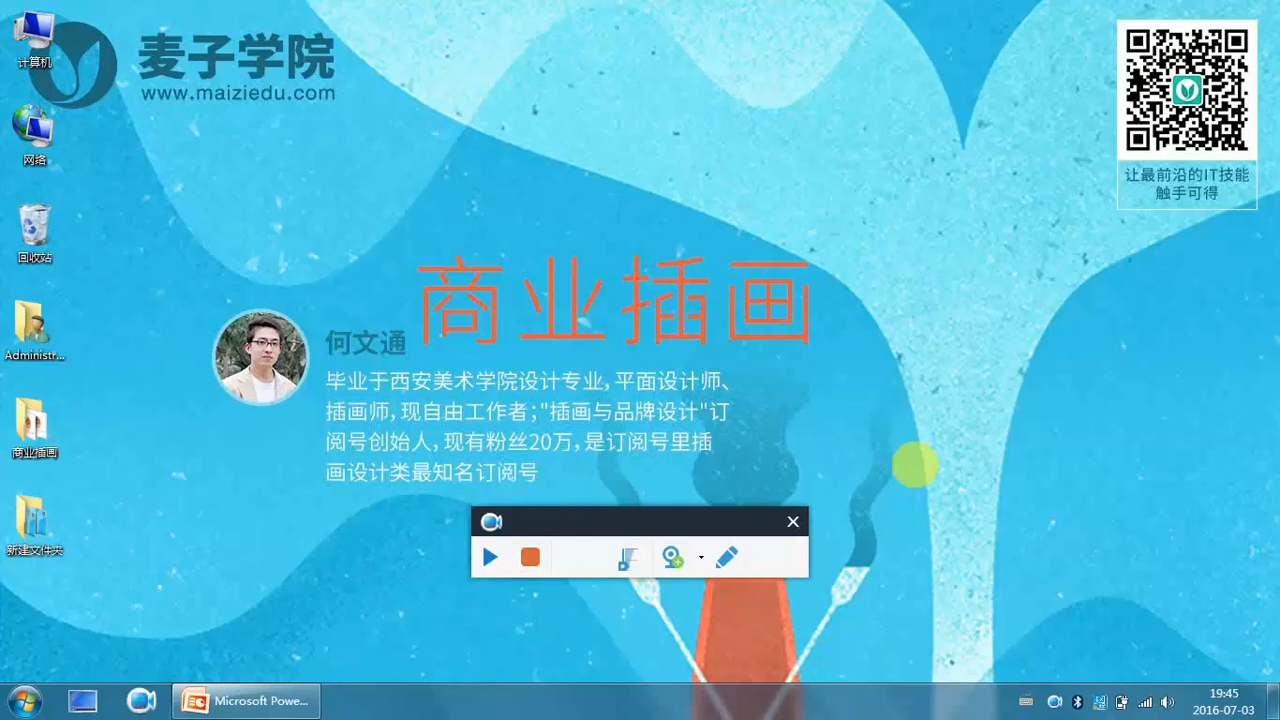 计算机
麦子学院
www.maiziedu.com
让最前沿的IT技能
触手可得
网络
回收站
商业插画
Administr...
何文通
毕业于西安美术学院设计专业,平面设计师、
插画师,现自由工作者;"插画与品牌设计"订
阅号创始人,现有粉丝20万,是订阅号里插
画设计类最知名订阅号
商业插画
新建文件夹
Microsoft Powe...
19:45
2016-07-03